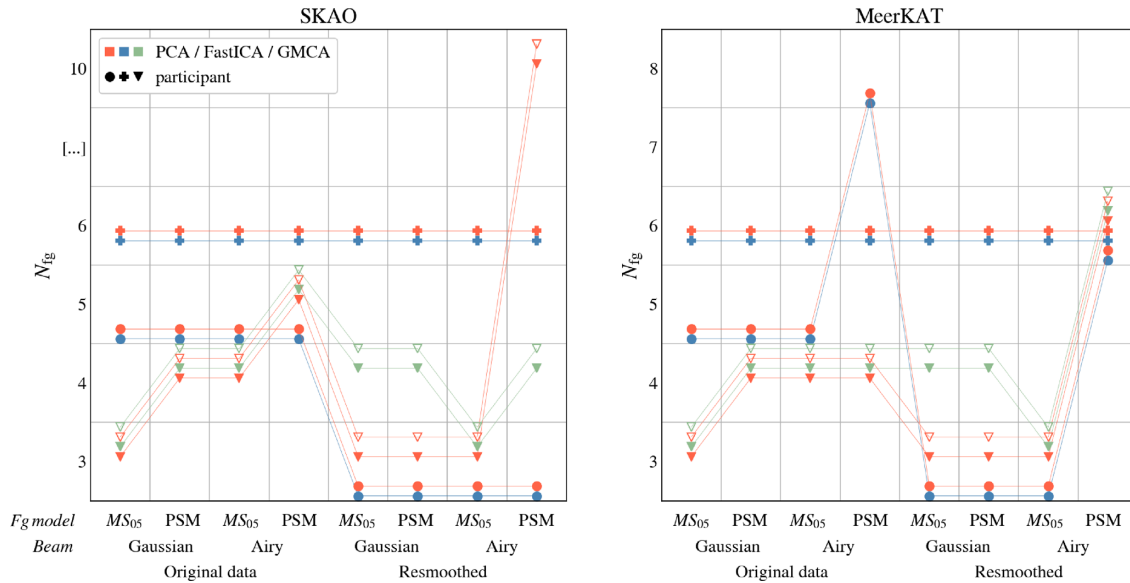 SKAO
PCA / FastICA / GMCA
participant
10
[...]
6
5
4
3
N_fg
Fg model MS₀₅ PSM MS₀₅ PSM MS₀₅ PSM MS₀₅ PSM
Beam Gaussian Airy Gaussian Airy
Original data Resmoothed
MeerKAT
8
7
6
5
4
3
N_fg
MS₀₅ PSM MS₀₅ PSM MS₀₅ PSM MS₀₅ PSM
Gaussian Airy Gaussian Airy
Original data Resmoothed